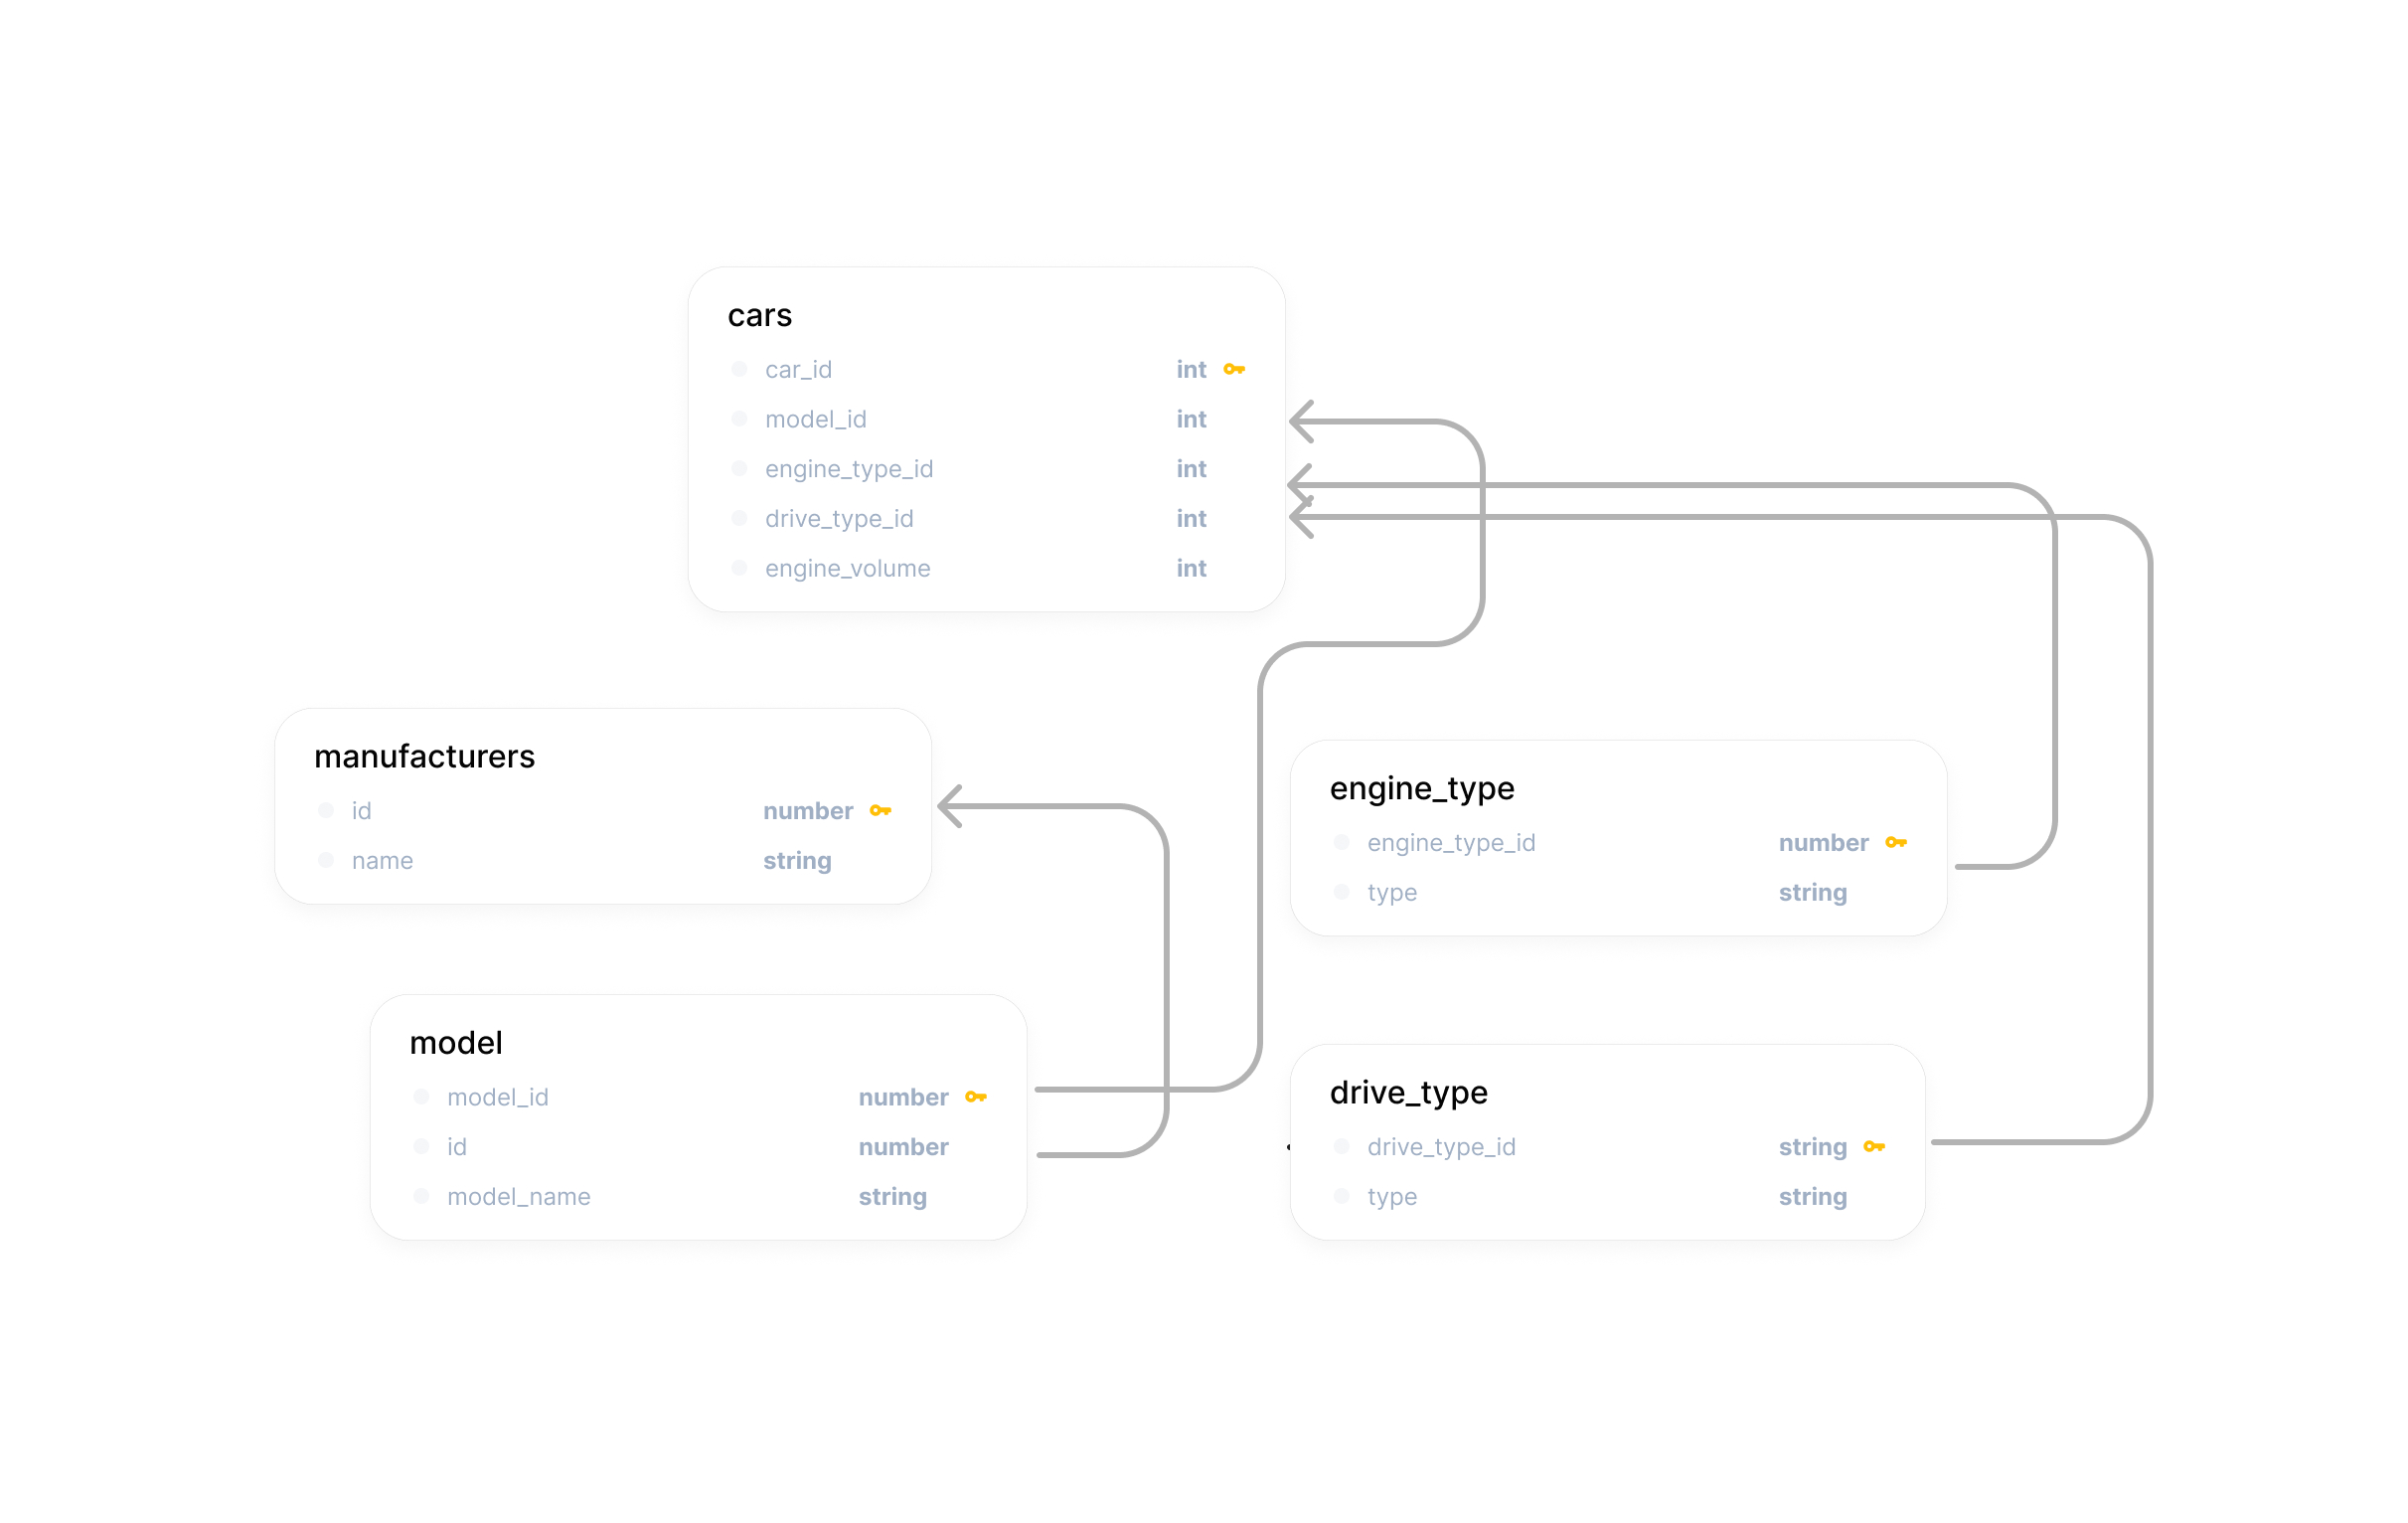 cars
car_id int
model_id int
engine_type_id int
drive_type_id int
engine_volume int
manufacturers
id number
name string
engine_type
engine_type_id number
type string
model
model_id number
id number
model_name string
drive_type
drive_type_id string
type string